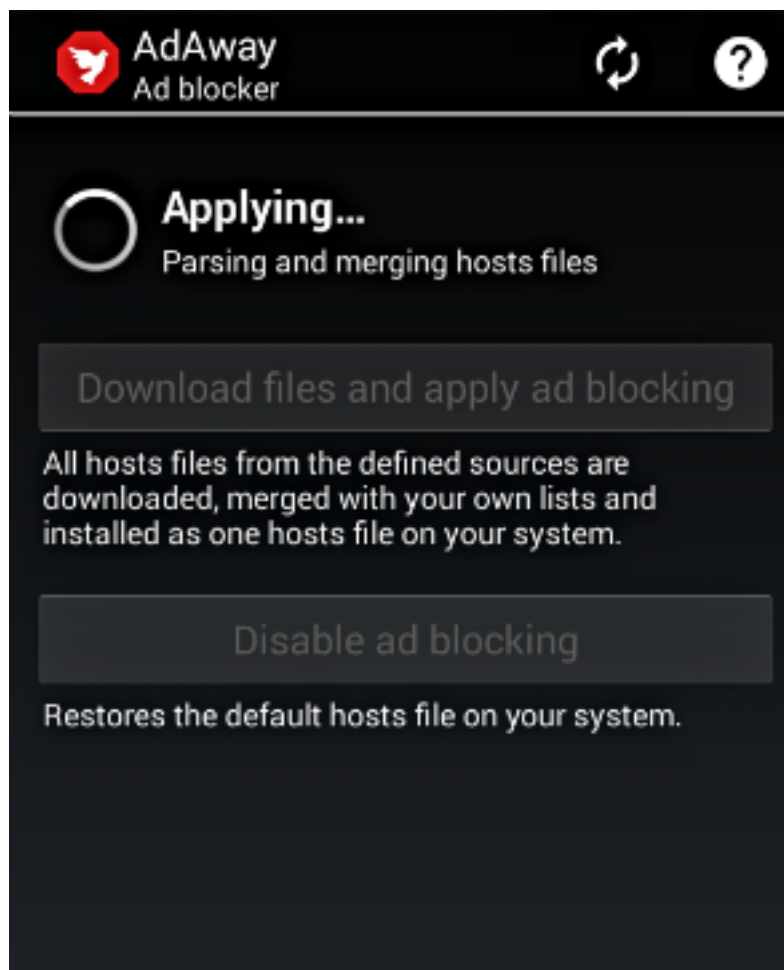 AdAway
Ad blocker
?
Applying...
Parsing and merging hosts files
Download files and apply ad blocking
All hosts files from the defined sources are
downloaded, merged with your own lists and
installed as one hosts file on your system.
Disable ad blocking
Restores the default hosts file on your system.